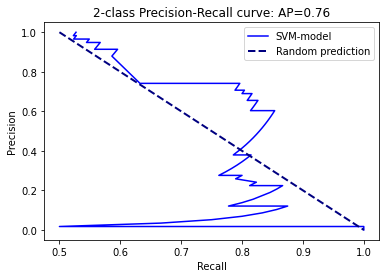 2-class Precision-Recall curve: AP=0.76
SVM-model
Random prediction
Precision
1.0
0.8
0.6
0.4
0.2
0.0
0.5 0.6 0.7 0.8 0.9 1.0
Recall